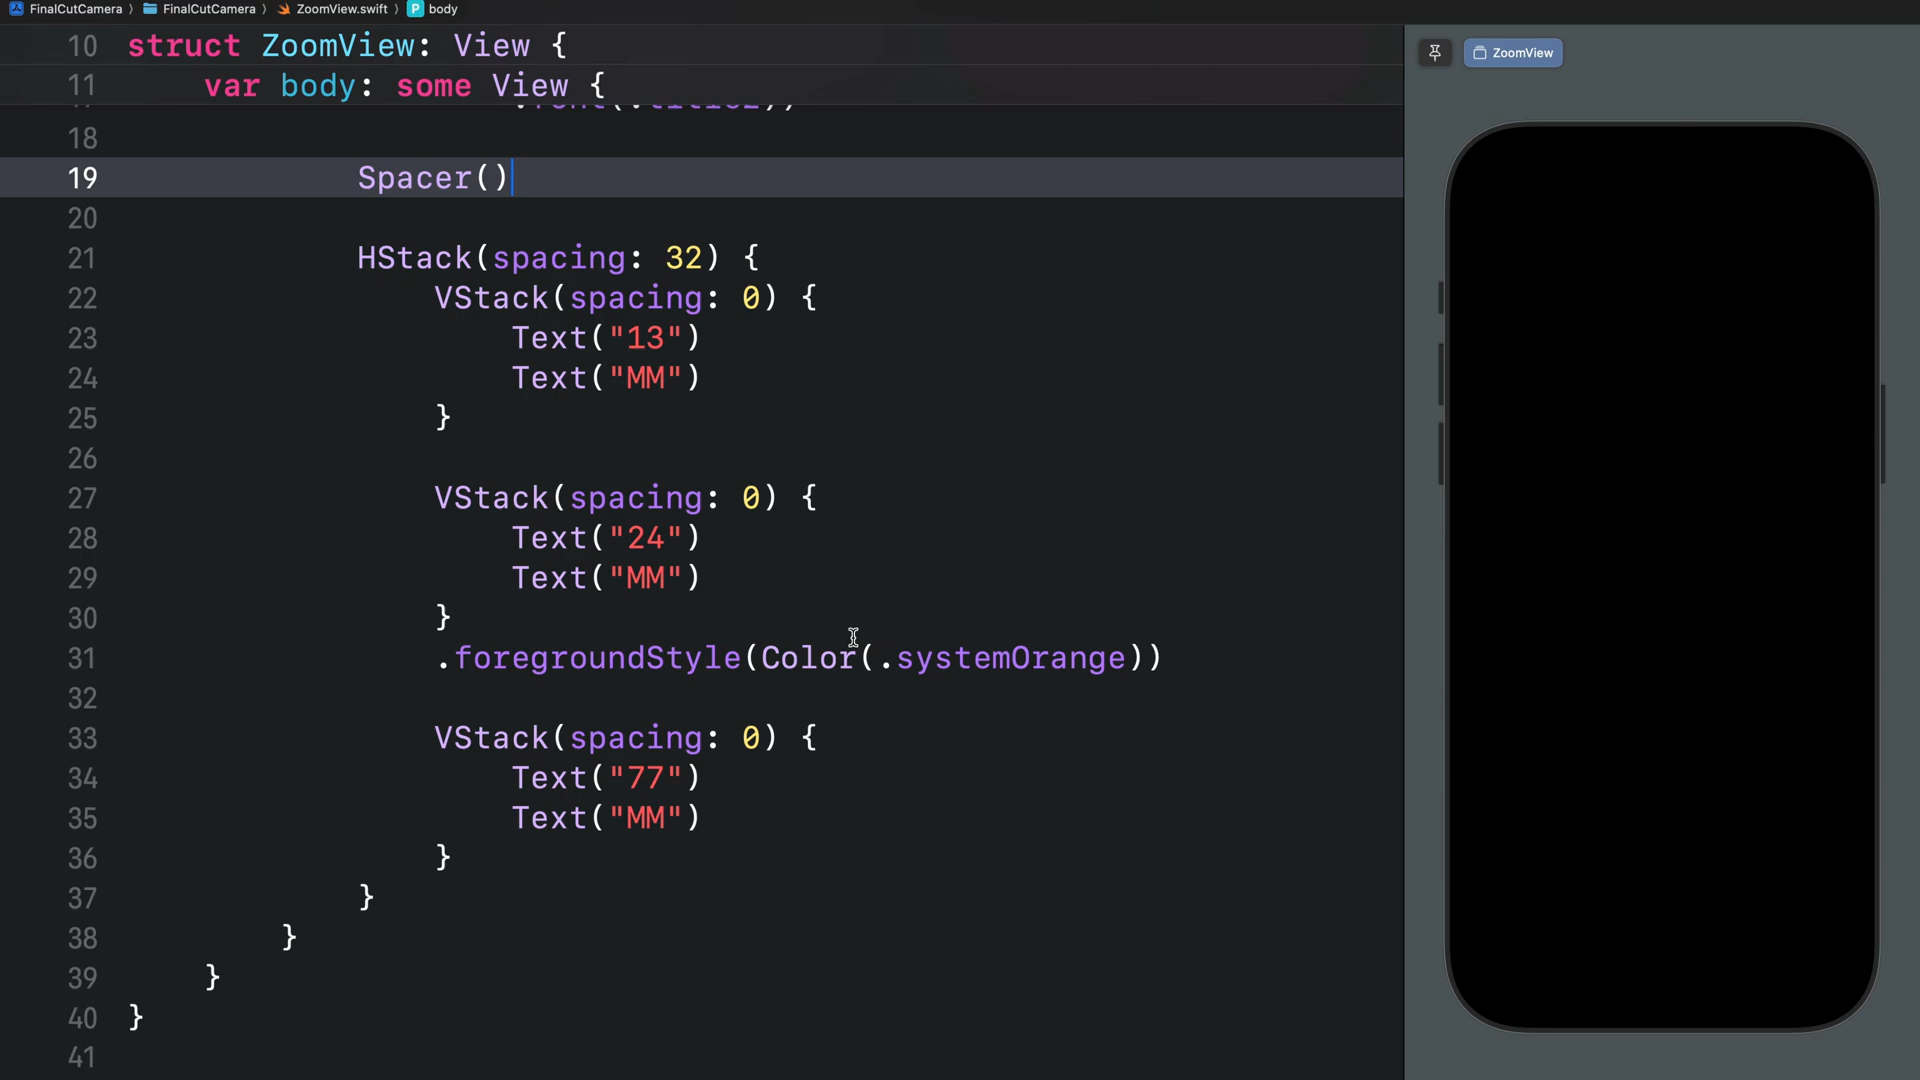 FinalCutCamera 〉 FinalCutCamera 〉 ZoomView.swift 〉 P body
10 struct ZoomView: View {
11 var body: some View {
.font(.title2))
18
19 Spacer()
20
21 HStack(spacing: 32) {
22 VStack(spacing: 0) {
23 Text("13")
24 Text("MM")
25 }
26
27 VStack(spacing: 0) {
28 Text("24")
29 Text("MM")
30 }
31 .foregroundStyle(Color(.systemOrange))
32
33 VStack(spacing: 0) {
34 Text("77")
35 Text("MM")
36 }
37 }
38 }
39 }
40 }
41
ZoomView